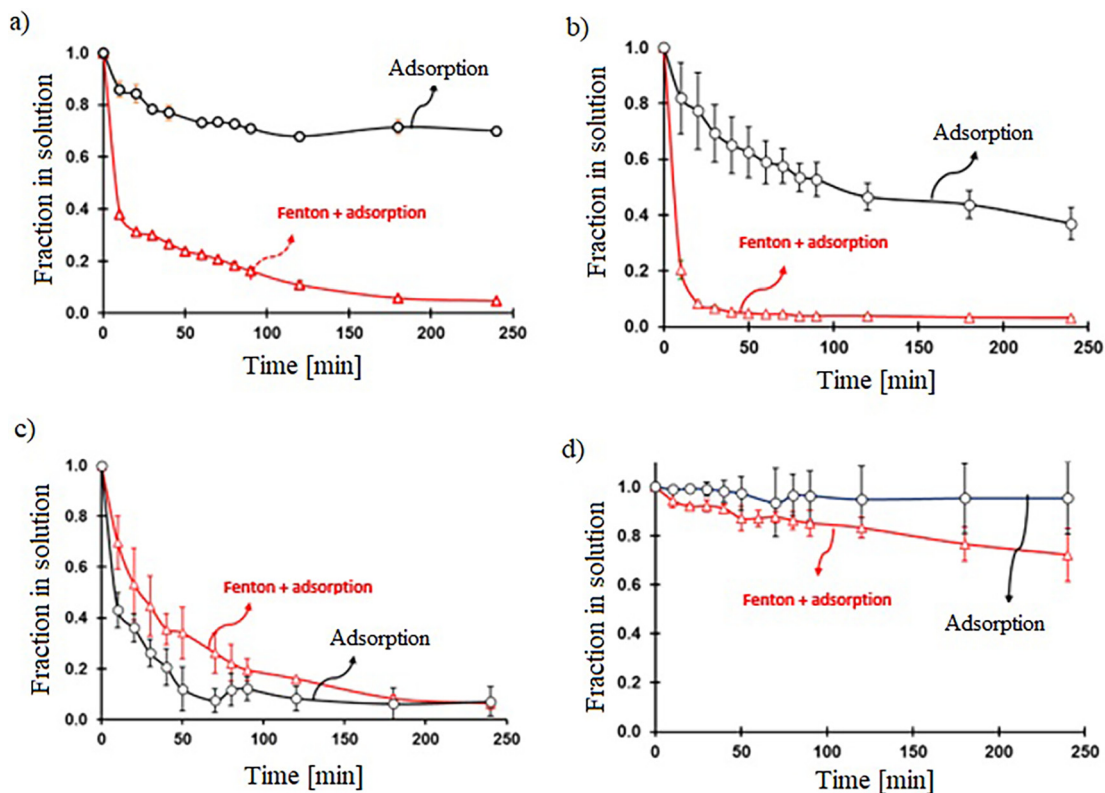 a)
Fraction in solution
1.0
0.8
0.6
0.4
0.2
0.0
Adsorption
Fenton + adsorption
0 50 100 150 200 250
Time [min]
b)
Fraction in solution
1.0
0.8
0.6
0.4
0.2
0.0
Adsorption
Fenton + adsorption
0 50 100 150 200 250
Time [min]
c)
Fraction in solution
1.0
0.8
0.6
0.4
0.2
0.0
Fenton + adsorption
Adsorption
0 50 100 150 200 250
Time [min]
d)
Fraction in solution
1.0
0.8
0.6
0.4
0.2
0.0
Fenton + adsorption
Adsorption
0 50 100 150 200 250
Time [min]